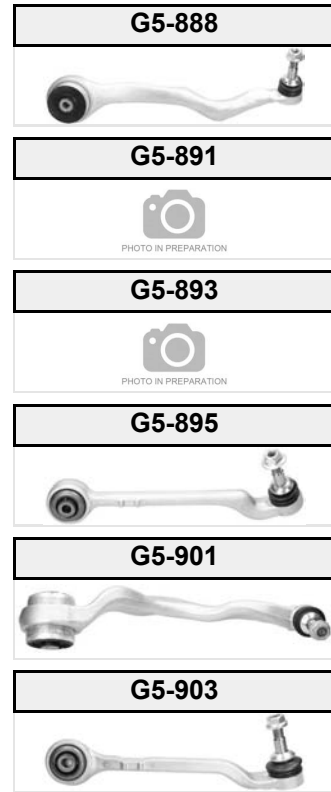 G5-888
G5-891
PHOTO IN PREPARATION
G5-893
PHOTO IN PREPARATION
G5-895
G5-901
G5-903